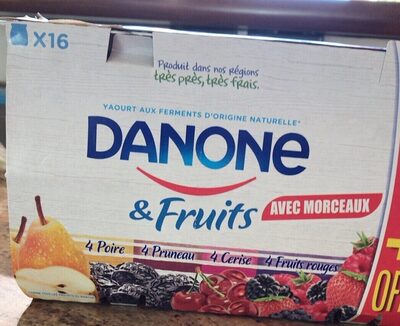 X16
Produit dans nos régions
très près, très frais.
YAOURT AUX FERMENTS D'ORIGINE NATURELLE*
DANONE
& Fruits
AVEC MORCEAUX
4 Poire
4 Pruneau
4 Cerise
4 Fruits rouges